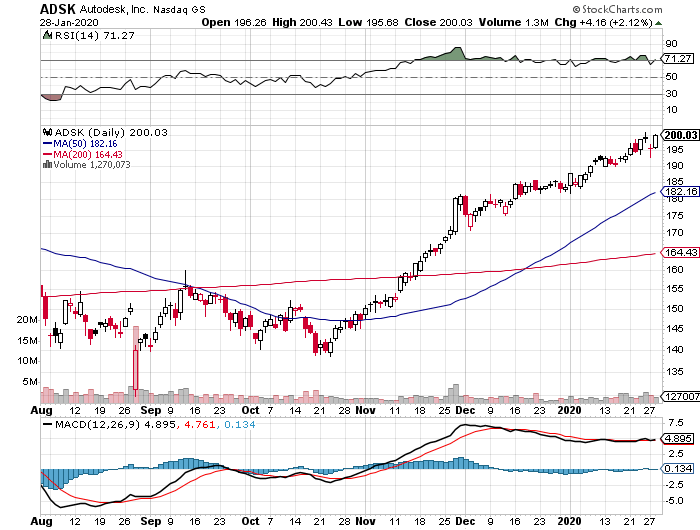 ADSK Autodesk, Inc. Nasdaq GS © StockCharts.com
28-Jan-2020 Open 196.26 High 200.43 Low 195.68 Close 200.03 Volume 1.3M Chg +4.16 (+2.12%)
RSI(14) 71.27
90
71.27
50
30
10
ADSK (Daily) 200.03
MA(50) 182.16
MA(200) 164.43
Volume 1,270,073
200.03
195
190
185
182.16
180
175
170
164.43
160
155
150
145
140
135
127007
20M
15M
10M
5M
Aug 12 19 26 Sep 9 16 23 Oct 7 14 21 28 Nov 11 18 25 Dec 9 16 23 2020 13 21 27
MACD(12,26,9) 4.895, 4.761, 0.134
7.5
4.895
2.5
0.134
-2.5
-5.0
Aug 12 19 26 Sep 9 16 23 Oct 7 14 21 28 Nov 11 18 25 Dec 9 16 23 2020 13 21 27